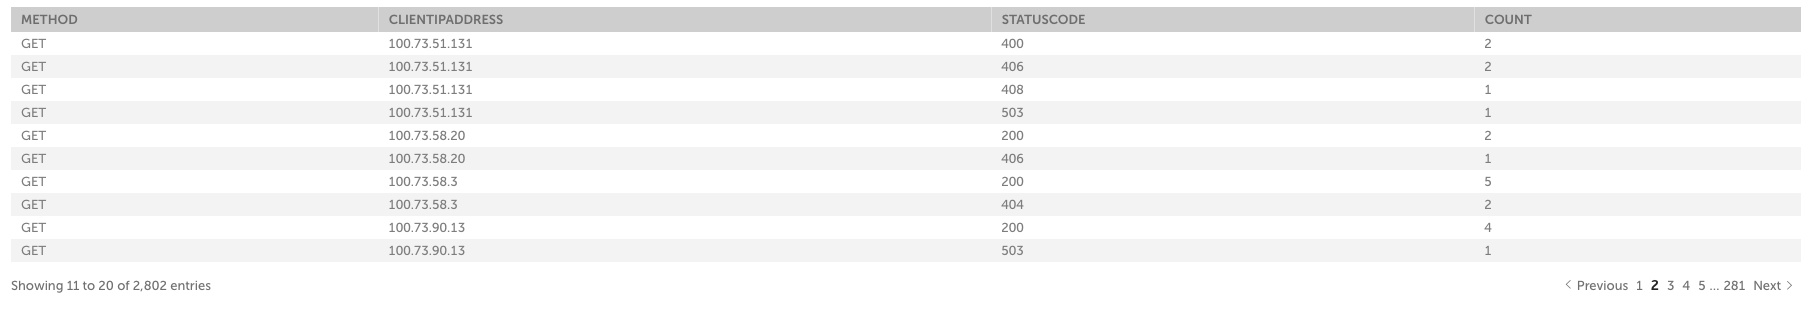 METHOD CLIENTIPADDRESS STATUSCODE COUNT
GET 100.73.51.131 400 2
GET 100.73.51.131 406 2
GET 100.73.51.131 408 1
GET 100.73.51.131 503 1
GET 100.73.58.20 200 2
GET 100.73.58.20 406 1
GET 100.73.58.3 200 5
GET 100.73.58.3 404 2
GET 100.73.90.13 200 4
GET 100.73.90.13 503 1
Showing 11 to 20 of 2,802 entries Previous 1 2 3 4 5 ... 281 Next